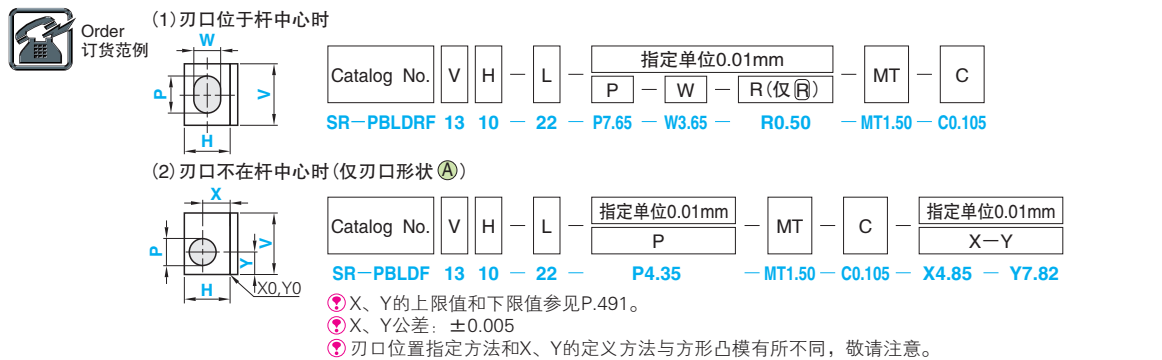 Order
订货范例
(1)刃口位于杆中心时
W
P
V
H
Catalog No. V H － L － 指定单位0.01mm － MT － C
P － W － R(仅Ⓡ)
SR－PBLDRF 13 10 － 22 － P7.65 － W3.65 － R0.50 － MT1.50 － C0.105
(2)刃口不在杆中心时(仅刃口形状Ⓐ)
X
P
V
Y
H
X0,Y0
Catalog No. V H － L － 指定单位0.01mm － MT － C － 指定单位0.01mm
P
X－Y
SR－PBLDF 13 10 － 22 － P4.35 － MT1.50 － C0.105 － X4.85 － Y7.82
X、Y的上限值和下限值参见P.491。
X、Y公差：±0.005
刃口位置指定方法和X、Y的定义方法与方形凸模有所不同，敬请注意。